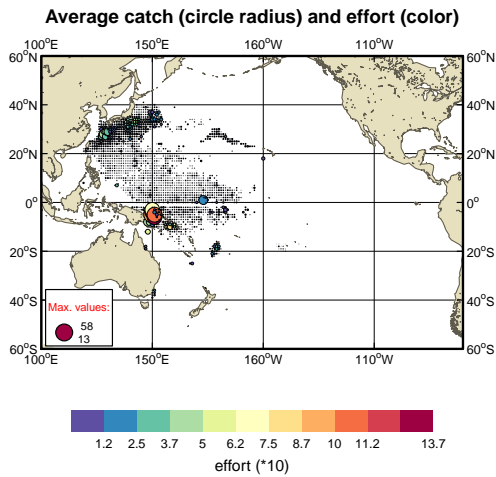 Average catch (circle radius) and effort (color)
100°E 150°E 160°W 110°W
60°N 60°N
40°N 40°N
20°N 20°N
0° 0°
20°S 20°S
40°S 40°S
Max. values:
58
13
60°S 60°S
100°E 150°E 160°W 110°W
1.2 2.5 3.7 5 6.2 7.5 8.7 10 11.2 13.7
effort (*10)